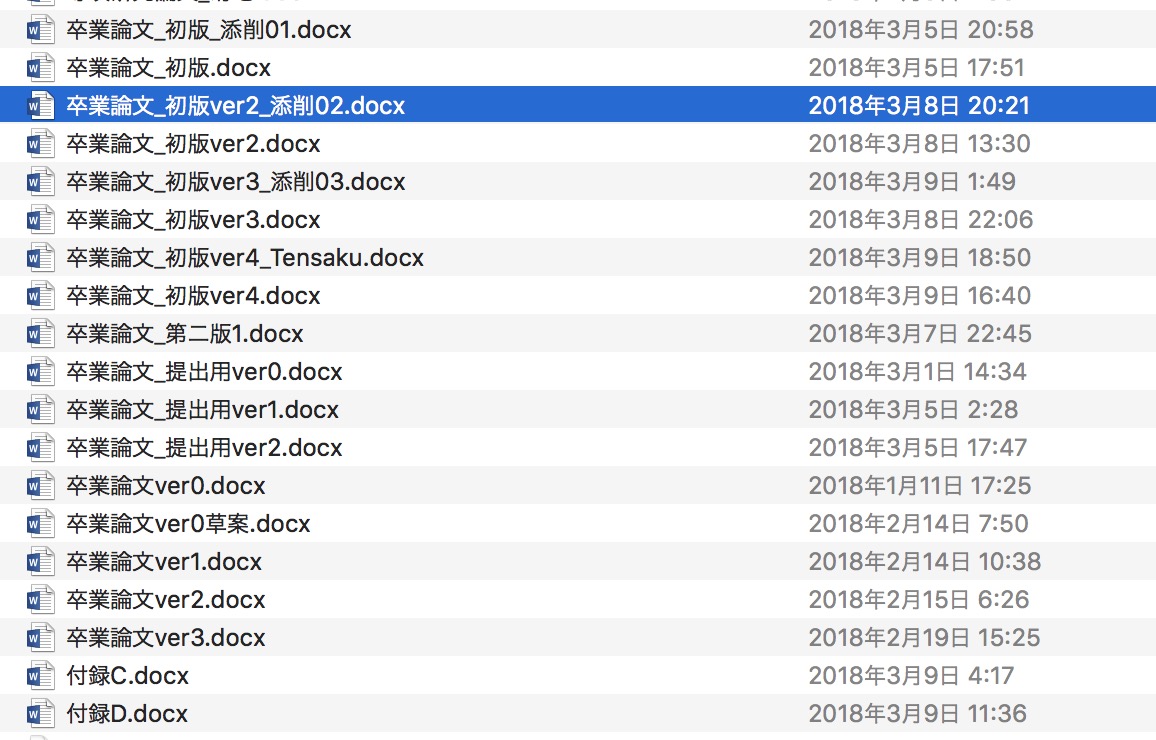 卒業論文_初版_添削01.docx 2018年3月5日 20:58
卒業論文_初版.docx 2018年3月5日 17:51
卒業論文_初版ver2_添削02.docx 2018年3月8日 20:21
卒業論文_初版ver2.docx 2018年3月8日 13:30
卒業論文_初版ver3_添削03.docx 2018年3月9日 1:49
卒業論文_初版ver3.docx 2018年3月8日 22:06
卒業論文_初版ver4_Tensaku.docx 2018年3月9日 18:50
卒業論文_初版ver4.docx 2018年3月9日 16:40
卒業論文_第二版1.docx 2018年3月7日 22:45
卒業論文_提出用ver0.docx 2018年3月1日 14:34
卒業論文_提出用ver1.docx 2018年3月5日 2:28
卒業論文_提出用ver2.docx 2018年3月5日 17:47
卒業論文ver0.docx 2018年1月11日 17:25
卒業論文ver0草案.docx 2018年2月14日 7:50
卒業論文ver1.docx 2018年2月14日 10:38
卒業論文ver2.docx 2018年2月15日 6:26
卒業論文ver3.docx 2018年2月19日 15:25
付録C.docx 2018年3月9日 4:17
付録D.docx 2018年3月9日 11:36